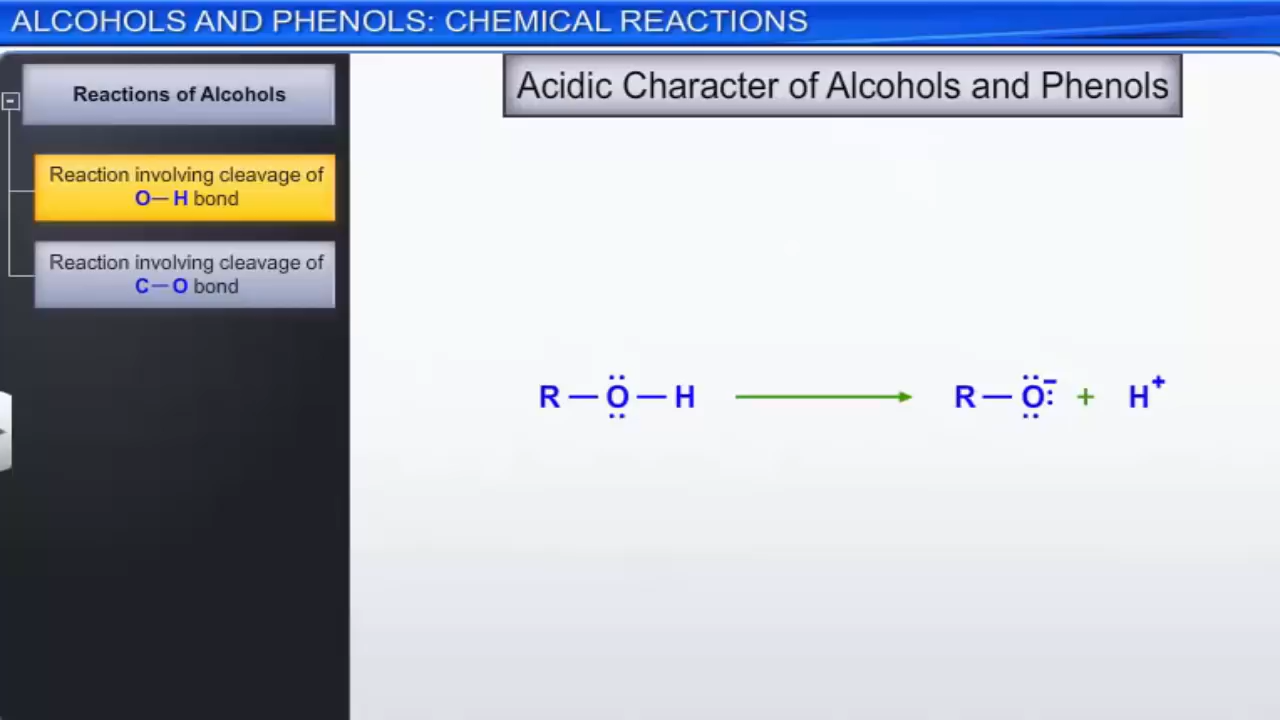 ALCOHOLS AND PHENOLS: CHEMICAL REACTIONS
Reactions of Alcohols
Reaction involving cleavage of
O—H bond
Reaction involving cleavage of
C—O bond
Acidic Character of Alcohols and Phenols
R — Ö — H → R — Ö:⁻ + H⁺